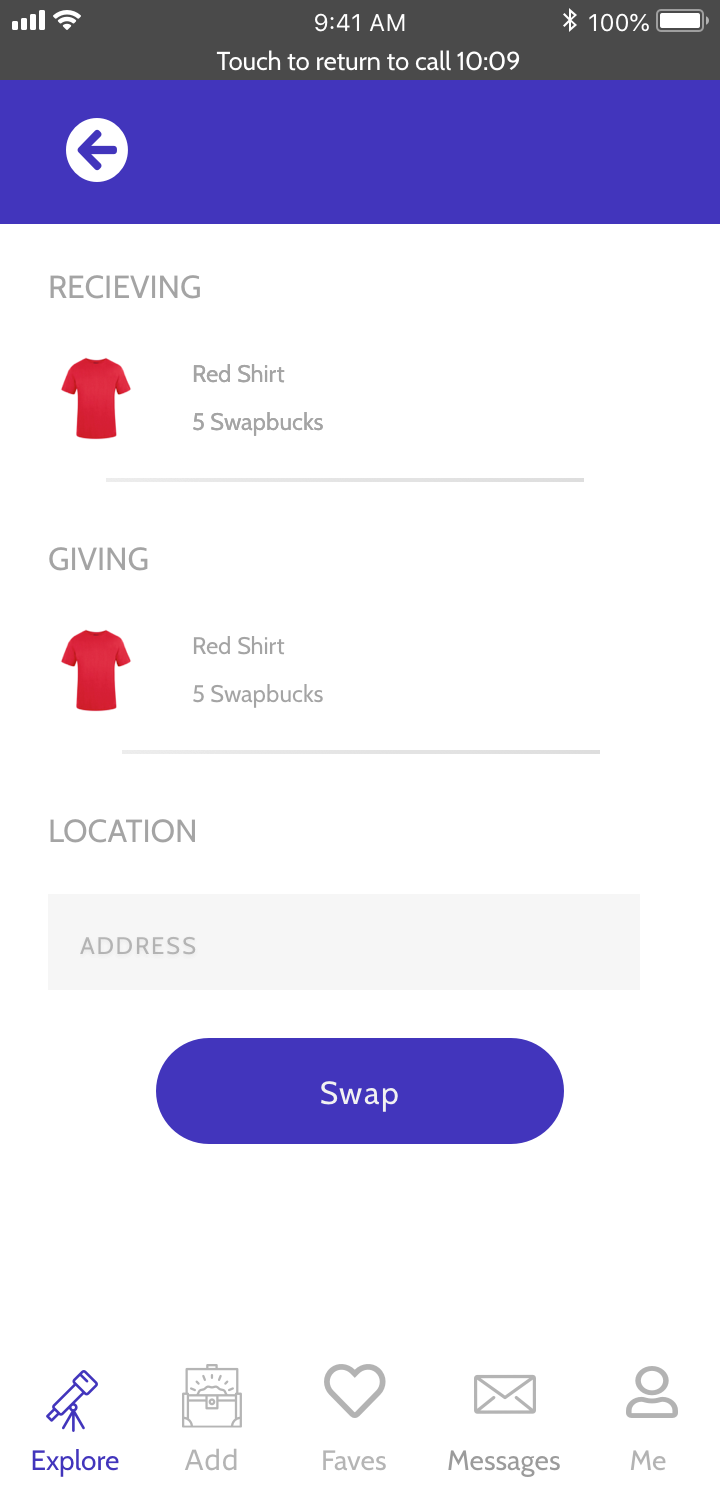 9:41 AM 100%
Touch to return to call 10:09
RECIEVING
Red Shirt
5 Swapbucks
GIVING
Red Shirt
5 Swapbucks
LOCATION
ADDRESS
Swap
Explore Add Faves Messages Me